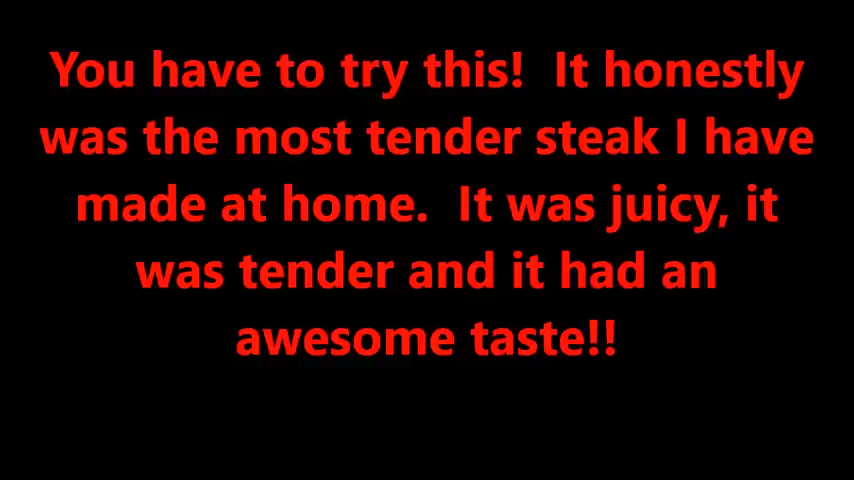 You have to try this!  It honestly
was the most tender steak I have
made at home.  It was juicy, it
was tender and it had an
awesome taste!!